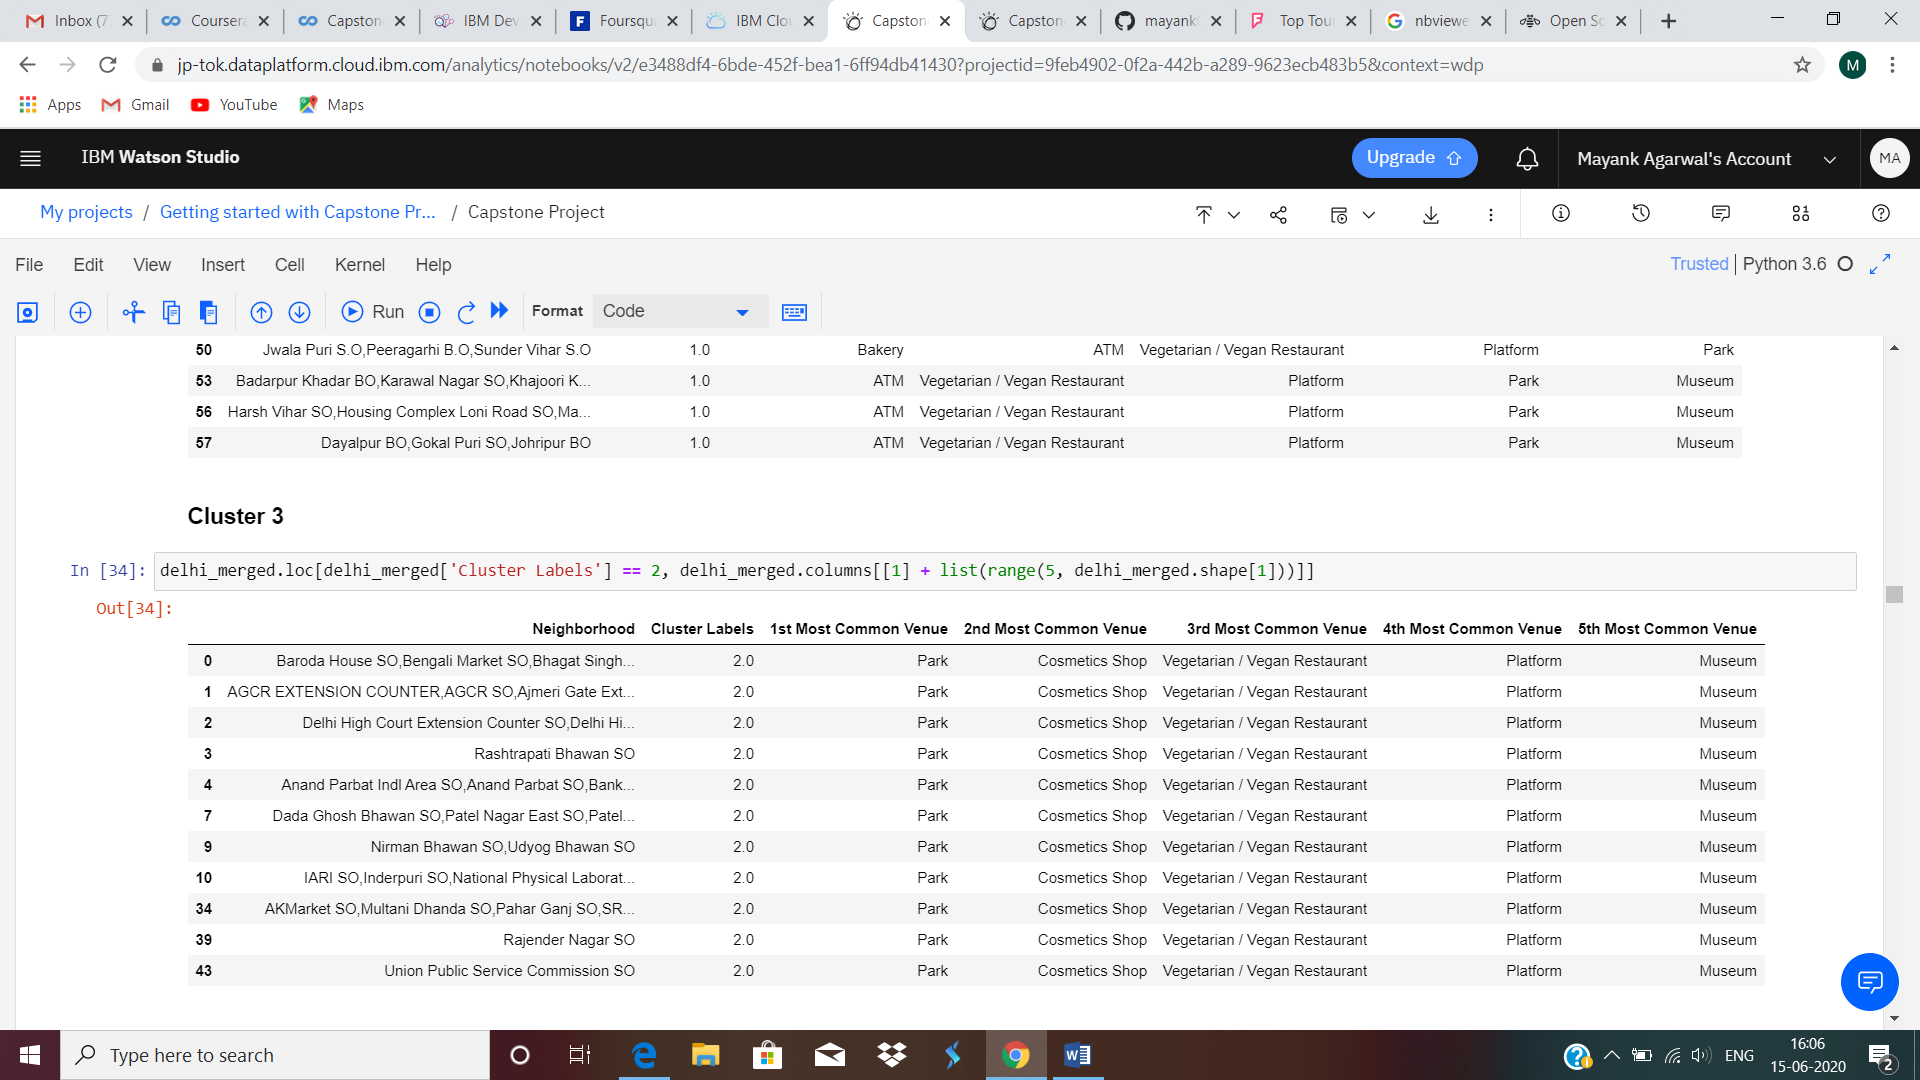 Inbox (7
Coursera
Capston
IBM Dev
Foursqu
IBM Clou
Capston
Capston
mayank
Top Tour
nbviewe
Open So
jp-tok.dataplatform.cloud.ibm.com/analytics/notebooks/v2/e3488df4-6bde-452f-bea1-6ff94db41430?projectid=9feb4902-0f2a-442b-a289-9623ecb483b5&context=wdp
M
Apps Gmail YouTube Maps
IBM Watson Studio
Upgrade
Mayank Agarwal's Account
MA
My projects / Getting started with Capstone Pr... / Capstone Project
File Edit View Insert Cell Kernel Help
Trusted | Python 3.6
Run
Format
Code
50 Jwala Puri S.O,Peeragarhi B.O,Sunder Vihar S.O 1.0 Bakery ATM Vegetarian / Vegan Restaurant Platform Park
53 Badarpur Khadar BO,Karawal Nagar SO,Khajoori K... 1.0 ATM Vegetarian / Vegan Restaurant Platform Park Museum
56 Harsh Vihar SO,Housing Complex Loni Road SO,Ma... 1.0 ATM Vegetarian / Vegan Restaurant Platform Park Museum
57 Dayalpur BO,Gokal Puri SO,Johripur BO 1.0 ATM Vegetarian / Vegan Restaurant Platform Park Museum
Cluster 3
In [34]: delhi_merged.loc[delhi_merged['Cluster Labels'] == 2, delhi_merged.columns[[1] + list(range(5, delhi_merged.shape[1]))]]
Out[34]:
Neighborhood Cluster Labels 1st Most Common Venue 2nd Most Common Venue 3rd Most Common Venue 4th Most Common Venue 5th Most Common Venue
0 Baroda House SO,Bengali Market SO,Bhagat Singh... 2.0 Park Cosmetics Shop Vegetarian / Vegan Restaurant Platform Museum
1 AGCR EXTENSION COUNTER,AGCR SO,Ajmeri Gate Ext... 2.0 Park Cosmetics Shop Vegetarian / Vegan Restaurant Platform Museum
2 Delhi High Court Extension Counter SO,Delhi Hi... 2.0 Park Cosmetics Shop Vegetarian / Vegan Restaurant Platform Museum
3 Rashtrapati Bhawan SO 2.0 Park Cosmetics Shop Vegetarian / Vegan Restaurant Platform Museum
4 Anand Parbat Indl Area SO,Anand Parbat SO,Bank... 2.0 Park Cosmetics Shop Vegetarian / Vegan Restaurant Platform Museum
7 Dada Ghosh Bhawan SO,Patel Nagar East SO,Patel... 2.0 Park Cosmetics Shop Vegetarian / Vegan Restaurant Platform Museum
9 Nirman Bhawan SO,Udyog Bhawan SO 2.0 Park Cosmetics Shop Vegetarian / Vegan Restaurant Platform Museum
10 IARI SO,Inderpuri SO,National Physical Laborat... 2.0 Park Cosmetics Shop Vegetarian / Vegan Restaurant Platform Museum
34 AKMarket SO,Multani Dhanda SO,Pahar Ganj SO,SR... 2.0 Park Cosmetics Shop Vegetarian / Vegan Restaurant Platform Museum
39 Rajender Nagar SO 2.0 Park Cosmetics Shop Vegetarian / Vegan Restaurant Platform Museum
43 Union Public Service Commission SO 2.0 Park Cosmetics Shop Vegetarian / Vegan Restaurant Platform Museum
Type here to search
ENG
16:06
15-06-2020
2